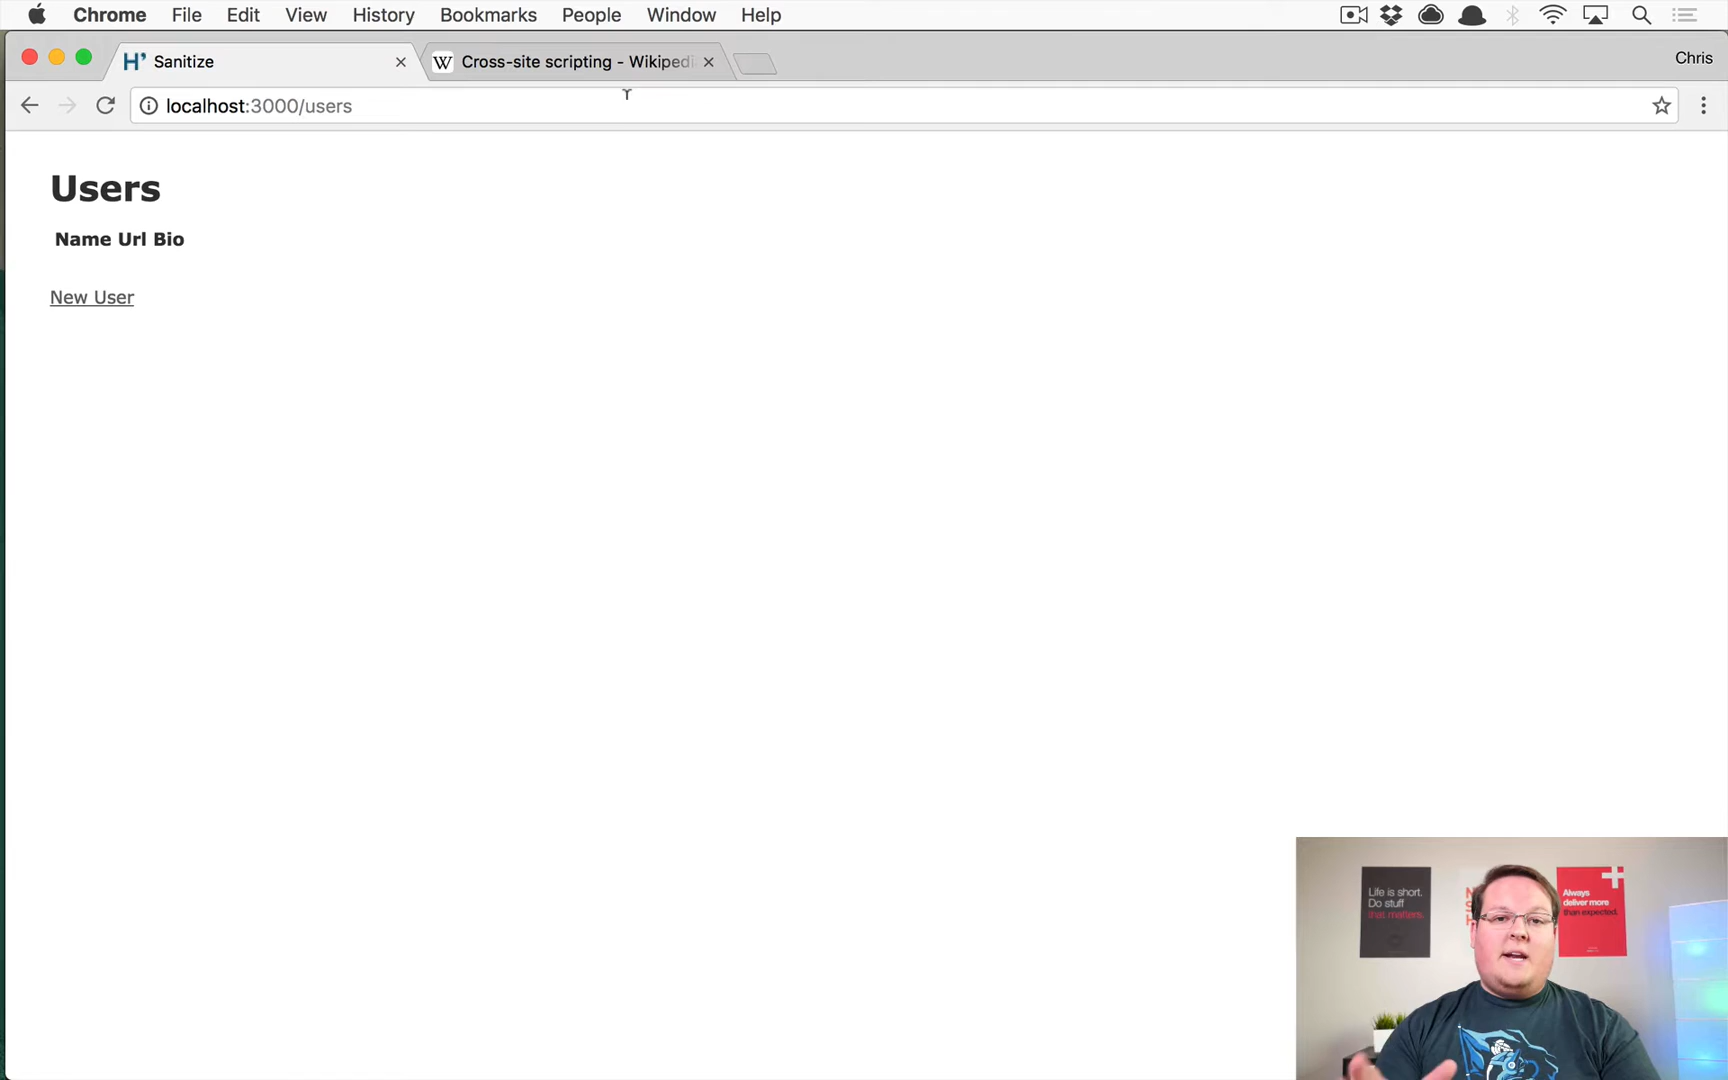 Chrome File Edit View History Bookmarks People Window Help
Sanitize
W Cross-site scripting - Wikipedi
Chris
localhost:3000/users
Users
Name Url Bio
New User
Life is short.
Do stuff
that matters.
Always
deliver more
than expected.